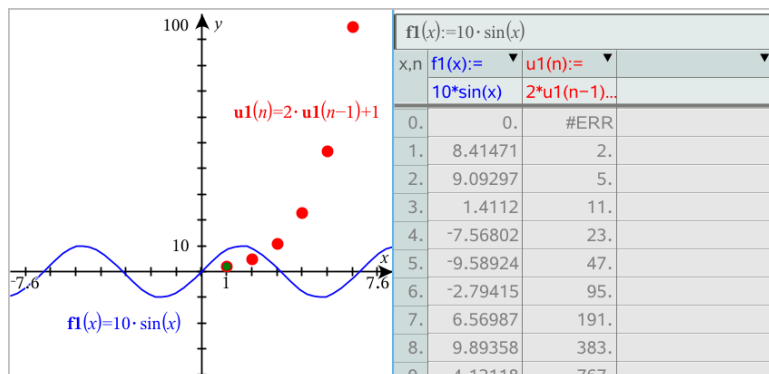 100 y
u1(n)=2·u1(n−1)+1
10
x
-7.6 1 7.6
f1(x)=10·sin(x)
f1(x):=10·sin(x)
x,n f1(x):= ▼ u1(n):= ▼ ▼
10*sin(x) 2*u1(n−1)...
0. 0. #ERR
1. 8.41471 2.
2. 9.09297 5.
3. 1.4112 11.
4. -7.56802 23.
5. -9.58924 47.
6. -2.79415 95.
7. 6.56987 191.
8. 9.89358 383.